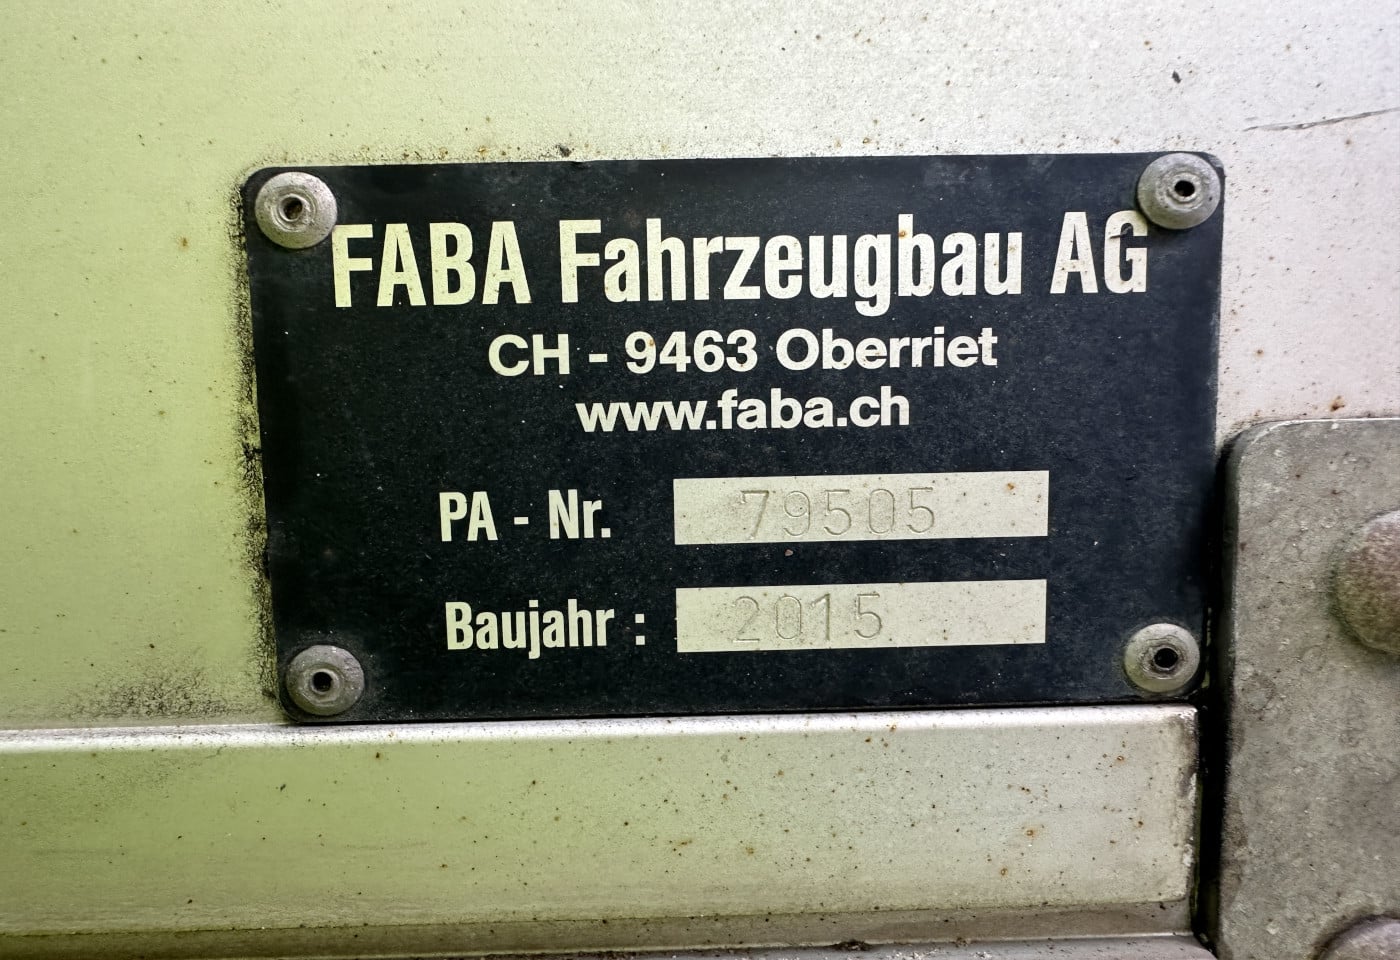 FABA Fahrzeugbau AG
CH - 9463 Oberriet
www.faba.ch
PA - Nr. 79505
Baujahr : 2015